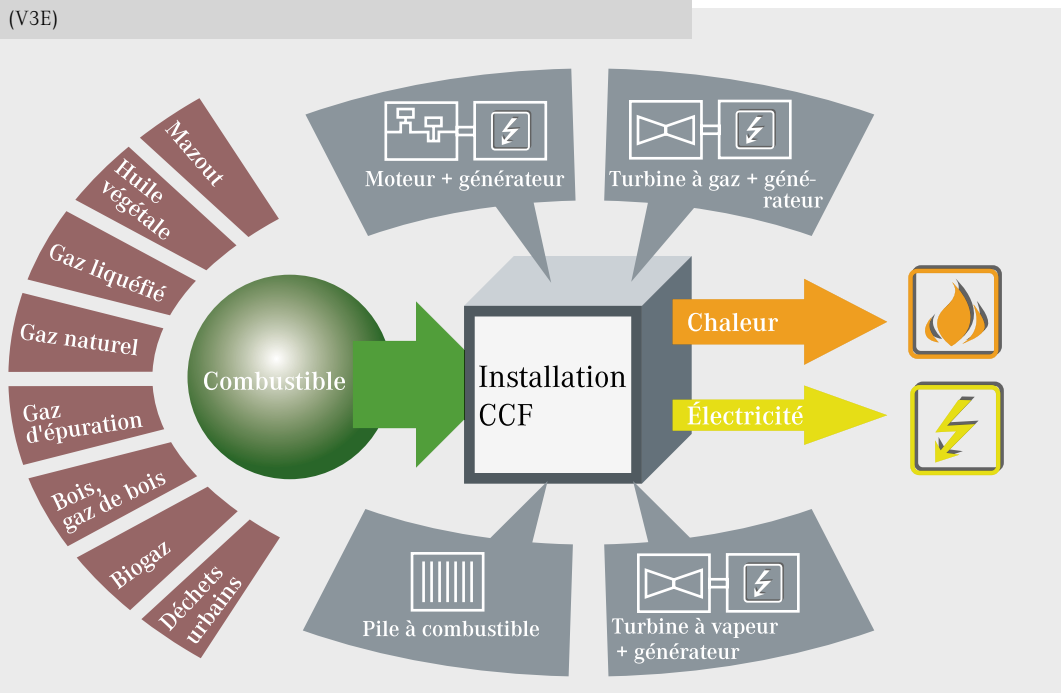 (V3E)
Mazout
Huile
végétale
Gaz liquéfié
Gaz naturel
Gaz
d'épuration
Bois,
gaz de bois
Biogaz
Déchets
urbains
Combustible
Moteur + générateur
Turbine à gaz + géné-
rateur
Installation
CCF
Chaleur
Électricité
Pile à combustible
Turbine à vapeur
+ générateur